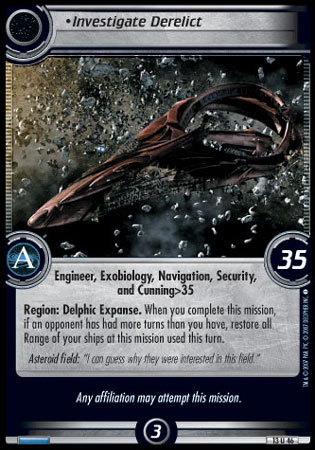 •Investigate Derelict
A
35
Engineer, Exobiology, Navigation, Security,
and Cunning>35
Region: Delphic Expanse. When you complete this mission,
if an opponent has had more turns than you have, restore all
Range of your ships at this mission used this turn.
Asteroid field: "I can guess why they were interested in this field."
Any affiliation may attempt this mission.
3
13 U 46